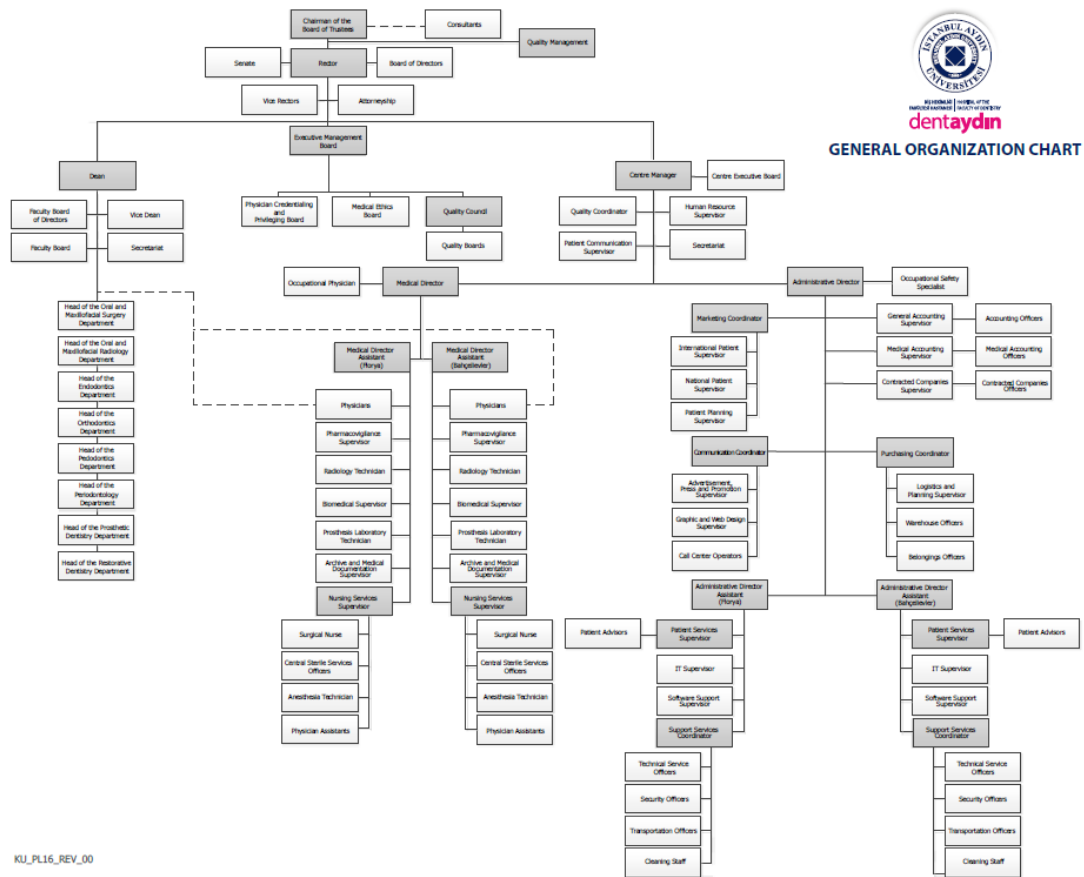 Chairman of the
Board of Trustees
Consultants
Quality Management
Senate
Rector
Board of Directors
Vice Rectors
Attorneyship
İSTANBUL AYDIN
ÜNİVERSİTESİ
dentaydın
GENERAL ORGANIZATION CHART
Executive Management
Board
Dean
Centre Manager
Centre Executive Board
Faculty Board
of Directors
Vice Dean
Faculty Board
Secretariat
Physician Credentialing
and
Privileging Board
Medical Ethics
Board
Quality Council
Quality Boards
Quality Coordinator
Human Resource
Supervisor
Patient Communication
Supervisor
Secretariat
Occupational Physician
Medical Director
Administrative Director
Occupational Safety
Specialist
Head of the Oral and
Maxillofacial Surgery
Department
Head of the Oral and
Maxillofacial Radiology
Department
Head of the
Endodontics
Department
Head of the
Orthodontics
Department
Head of the
Pedodontics
Department
Head of the
Periodontology
Department
Head of the Prosthetic
Dentistry Department
Head of the Restorative
Dentistry Department
Medical Director
Assistant
(Florya)
Medical Director
Assistant
(Bahçelievler)
Physicians
Pharmacovigilance
Supervisor
Radiology Technician
Biomedical Supervisor
Prosthesis Laboratory
Technician
Archive and Medical
Documentation
Supervisor
Nursing Services
Supervisor
Surgical Nurse
Central Sterile Services
Officers
Anesthesia Technician
Physician Assistants
Physicians
Pharmacovigilance
Supervisor
Radiology Technician
Biomedical Supervisor
Prosthesis Laboratory
Technician
Archive and Medical
Documentation
Supervisor
Nursing Services
Supervisor
Surgical Nurse
Central Sterile Services
Officers
Anesthesia Technician
Physician Assistants
Marketing Coordinator
International Patient
Supervisor
National Patient
Supervisor
Patient Planning
Supervisor
General Accounting
Supervisor
Accounting Officers
Medical Accounting
Supervisor
Medical Accounting
Officers
Contracted Companies
Supervisor
Contracted Companies
Officers
Communication Coordinator
Advertisement,
Press and Promotion
Supervisor
Graphic and Web Design
Supervisor
Call Center Operators
Purchasing Coordinator
Logistics and
Planning Supervisor
Warehouse Officers
Belongings Officers
Administrative Director
Assistant
(Florya)
Patient Advisors
Patient Services
Supervisor
IT Supervisor
Software Support
Supervisor
Support Services
Coordinator
Technical Service
Officers
Security Officers
Transportation Officers
Cleaning Staff
Administrative Director
Assistant
(Bahçelievler)
Patient Services
Supervisor
Patient Advisors
IT Supervisor
Software Support
Supervisor
Support Services
Coordinator
Technical Service
Officers
Security Officers
Transportation Officers
Cleaning Staff
KU_PL16_REV_00